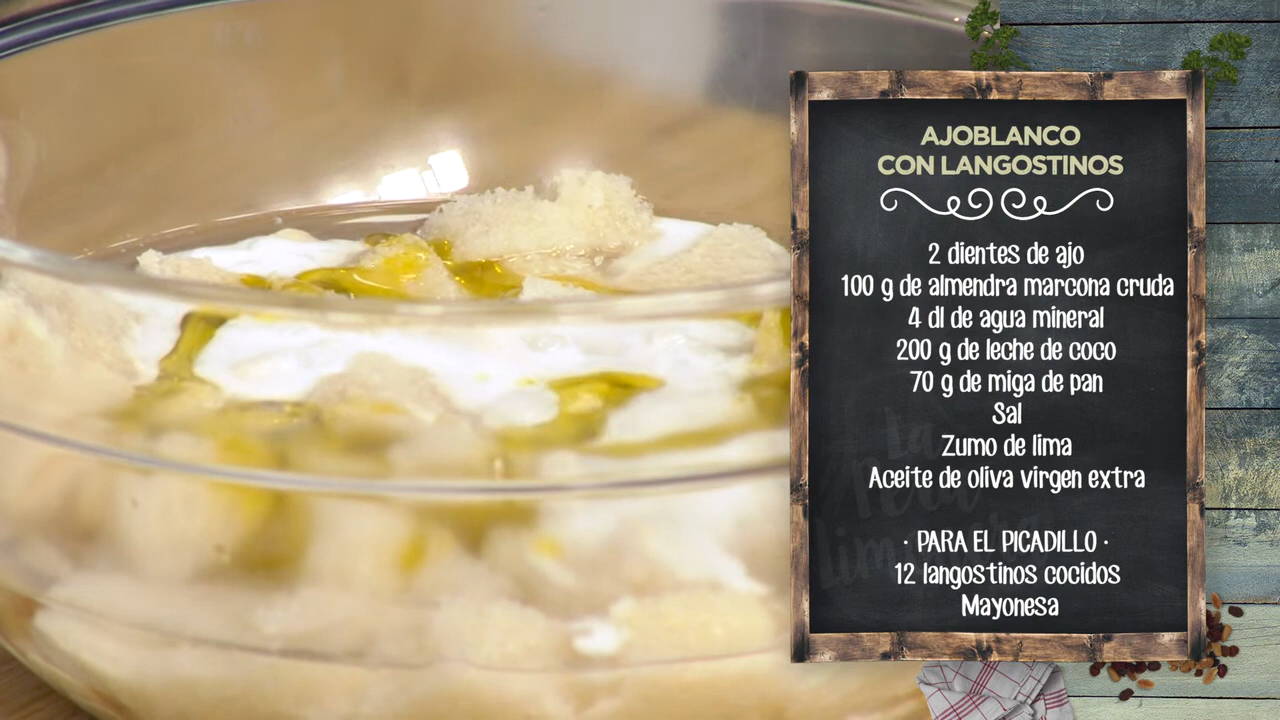 AJOBLANCO
CON LANGOSTINOS
2 dientes de ajo
100 g de almendra marcona cruda
4 dl de agua mineral
200 g de leche de coco
70 g de miga de pan
Sal
Zumo de lima
Aceite de oliva virgen extra
· PARA EL PICADILLO ·
12 langostinos cocidos
Mayonesa